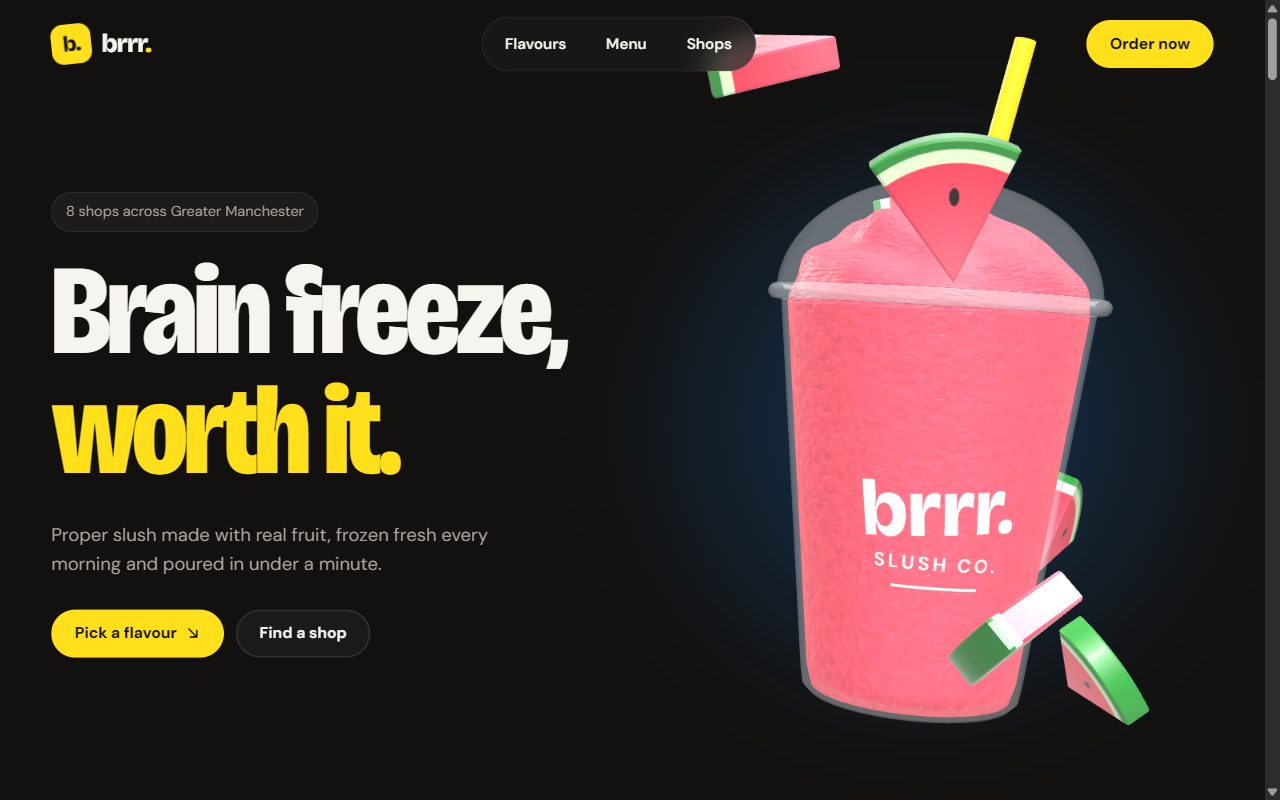 b. brrr.
Flavours Menu Shops
Order now
8 shops across Greater Manchester
Brain freeze,
worth it.
Proper slush made with real fruit, frozen fresh every
morning and poured in under a minute.
Pick a flavour ↘ Find a shop
brrr.
SLUSH CO.